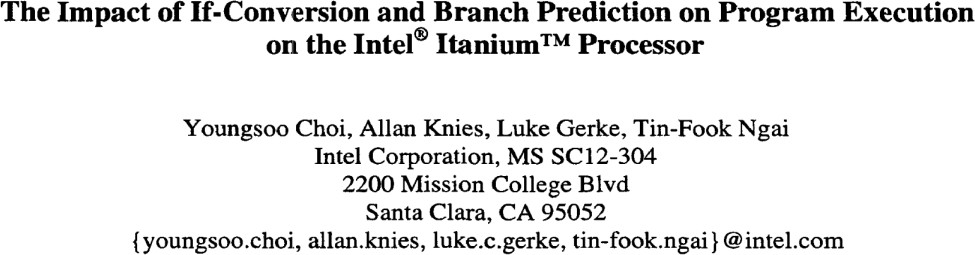 The Impact of If-Conversion and Branch Prediction on Program Execution
on the Intel® Itanium™ Processor
Youngsoo Choi, Allan Knies, Luke Gerke, Tin-Fook Ngai
Intel Corporation, MS SC12-304
2200 Mission College Blvd
Santa Clara, CA 95052
{youngsoo.choi, allan.knies, luke.c.gerke, tin-fook.ngai}@intel.com